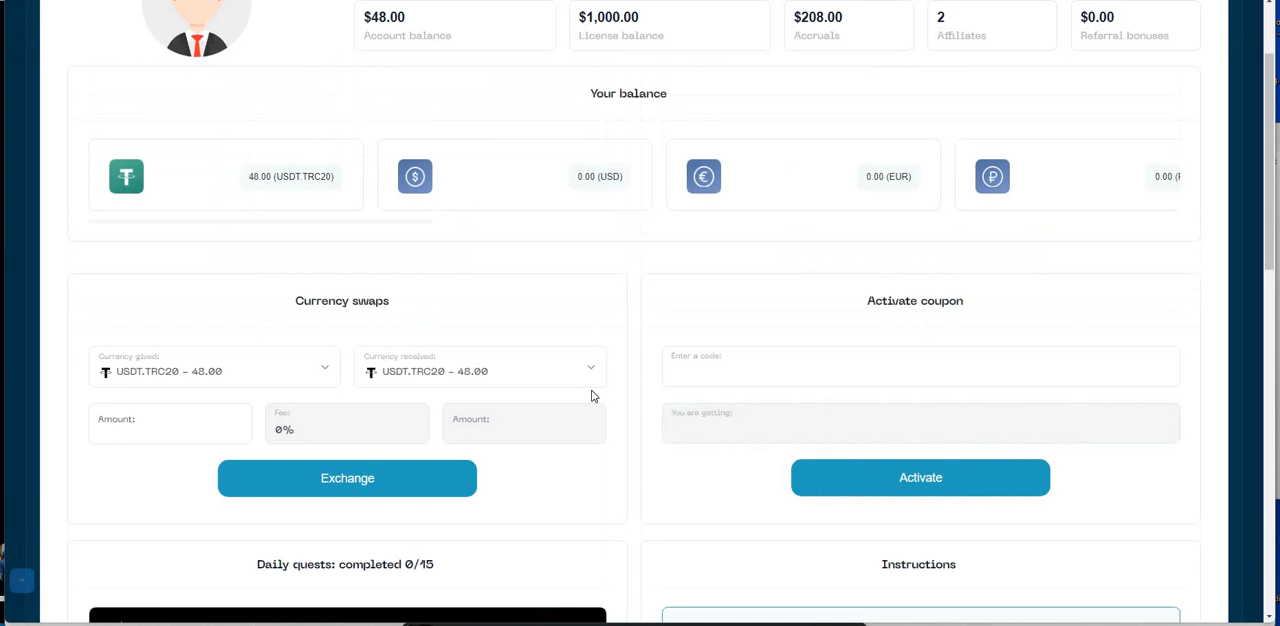 $48.00
Account balance
$1,000.00
License balance
$208.00
Accruals
2
Affiliates
$0.00
Referral bonuses
Your balance
48.00 (USDT.TRC20)
0.00 (USD)
0.00 (EUR)
0.00 (
Currency swaps
Currency gived:
USDT.TRC20 - 48.00
Currency received:
USDT.TRC20 - 48.00
Amount:
Fee:
0%
Amount:
Exchange
Activate coupon
Enter a code:
You are getting:
Activate
Daily quests: completed 0/15
Instructions